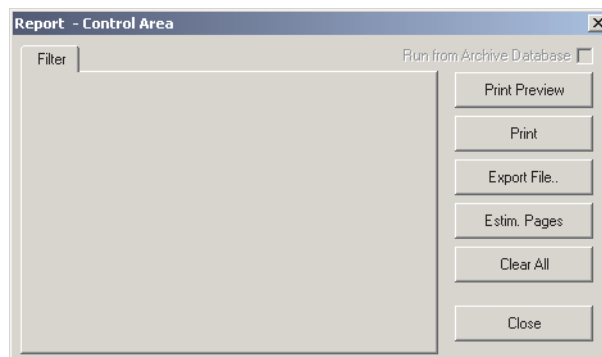 Report - Control Area
Filter
Run from Archive Database
Print Preview
Print
Export File..
Estim. Pages
Clear All
Close